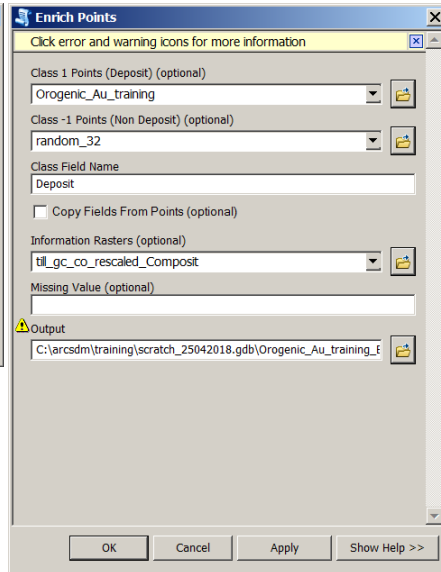 Enrich Points
Click error and warning icons for more information
Class 1 Points (Deposit) (optional)
Orogenic_Au_training
Class -1 Points (Non Deposit) (optional)
random_32
Class Field Name
Deposit
Copy Fields From Points (optional)
Information Rasters (optional)
till_gc_co_rescaled_Composit
Missing Value (optional)
Output
C:\arcsdm\training\scratch_25042018.gdb\Orogenic_Au_training_E
OK Cancel Apply Show Help >>